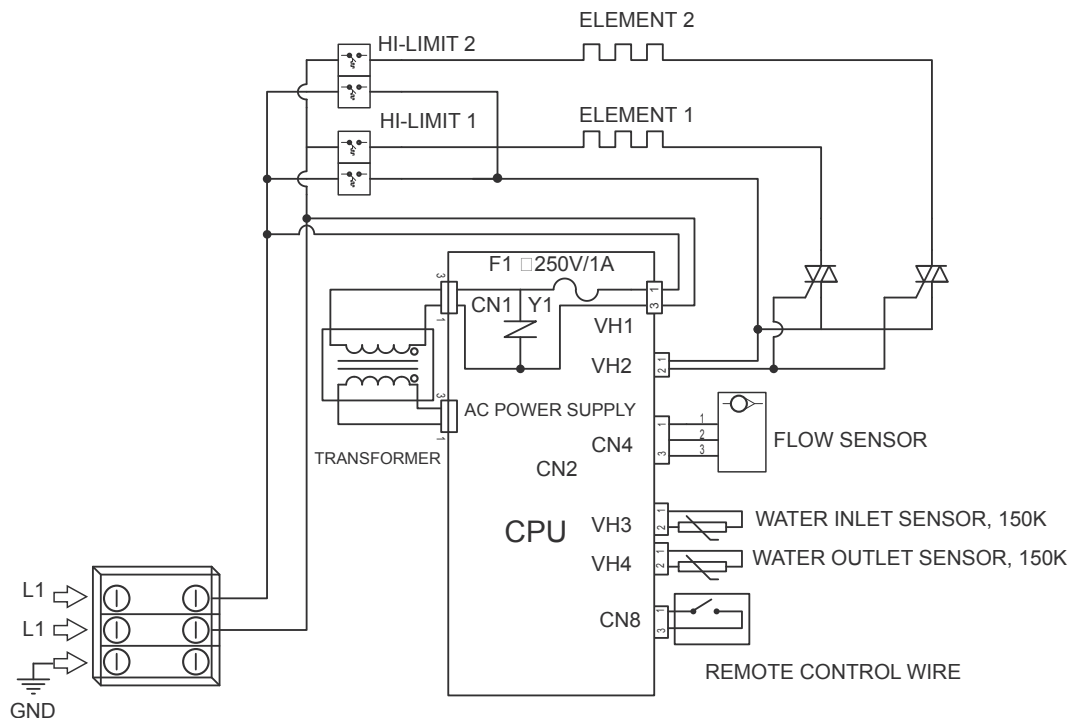 ELEMENT 2
HI-LIMIT 2
ELEMENT 1
HI-LIMIT 1
F1 □250V/1A
3
CN1
Y1
1
3
1
VH1
VH2
1
2
3
AC POWER SUPPLY
1
TRANSFORMER
CN4
1
3
1
2
3
FLOW SENSOR
CN2
CPU
VH3
1
2
WATER INLET SENSOR, 150K
VH4
1
2
WATER OUTLET SENSOR, 150K
CN8
1
3
REMOTE CONTROL WIRE
L1
L1
GND